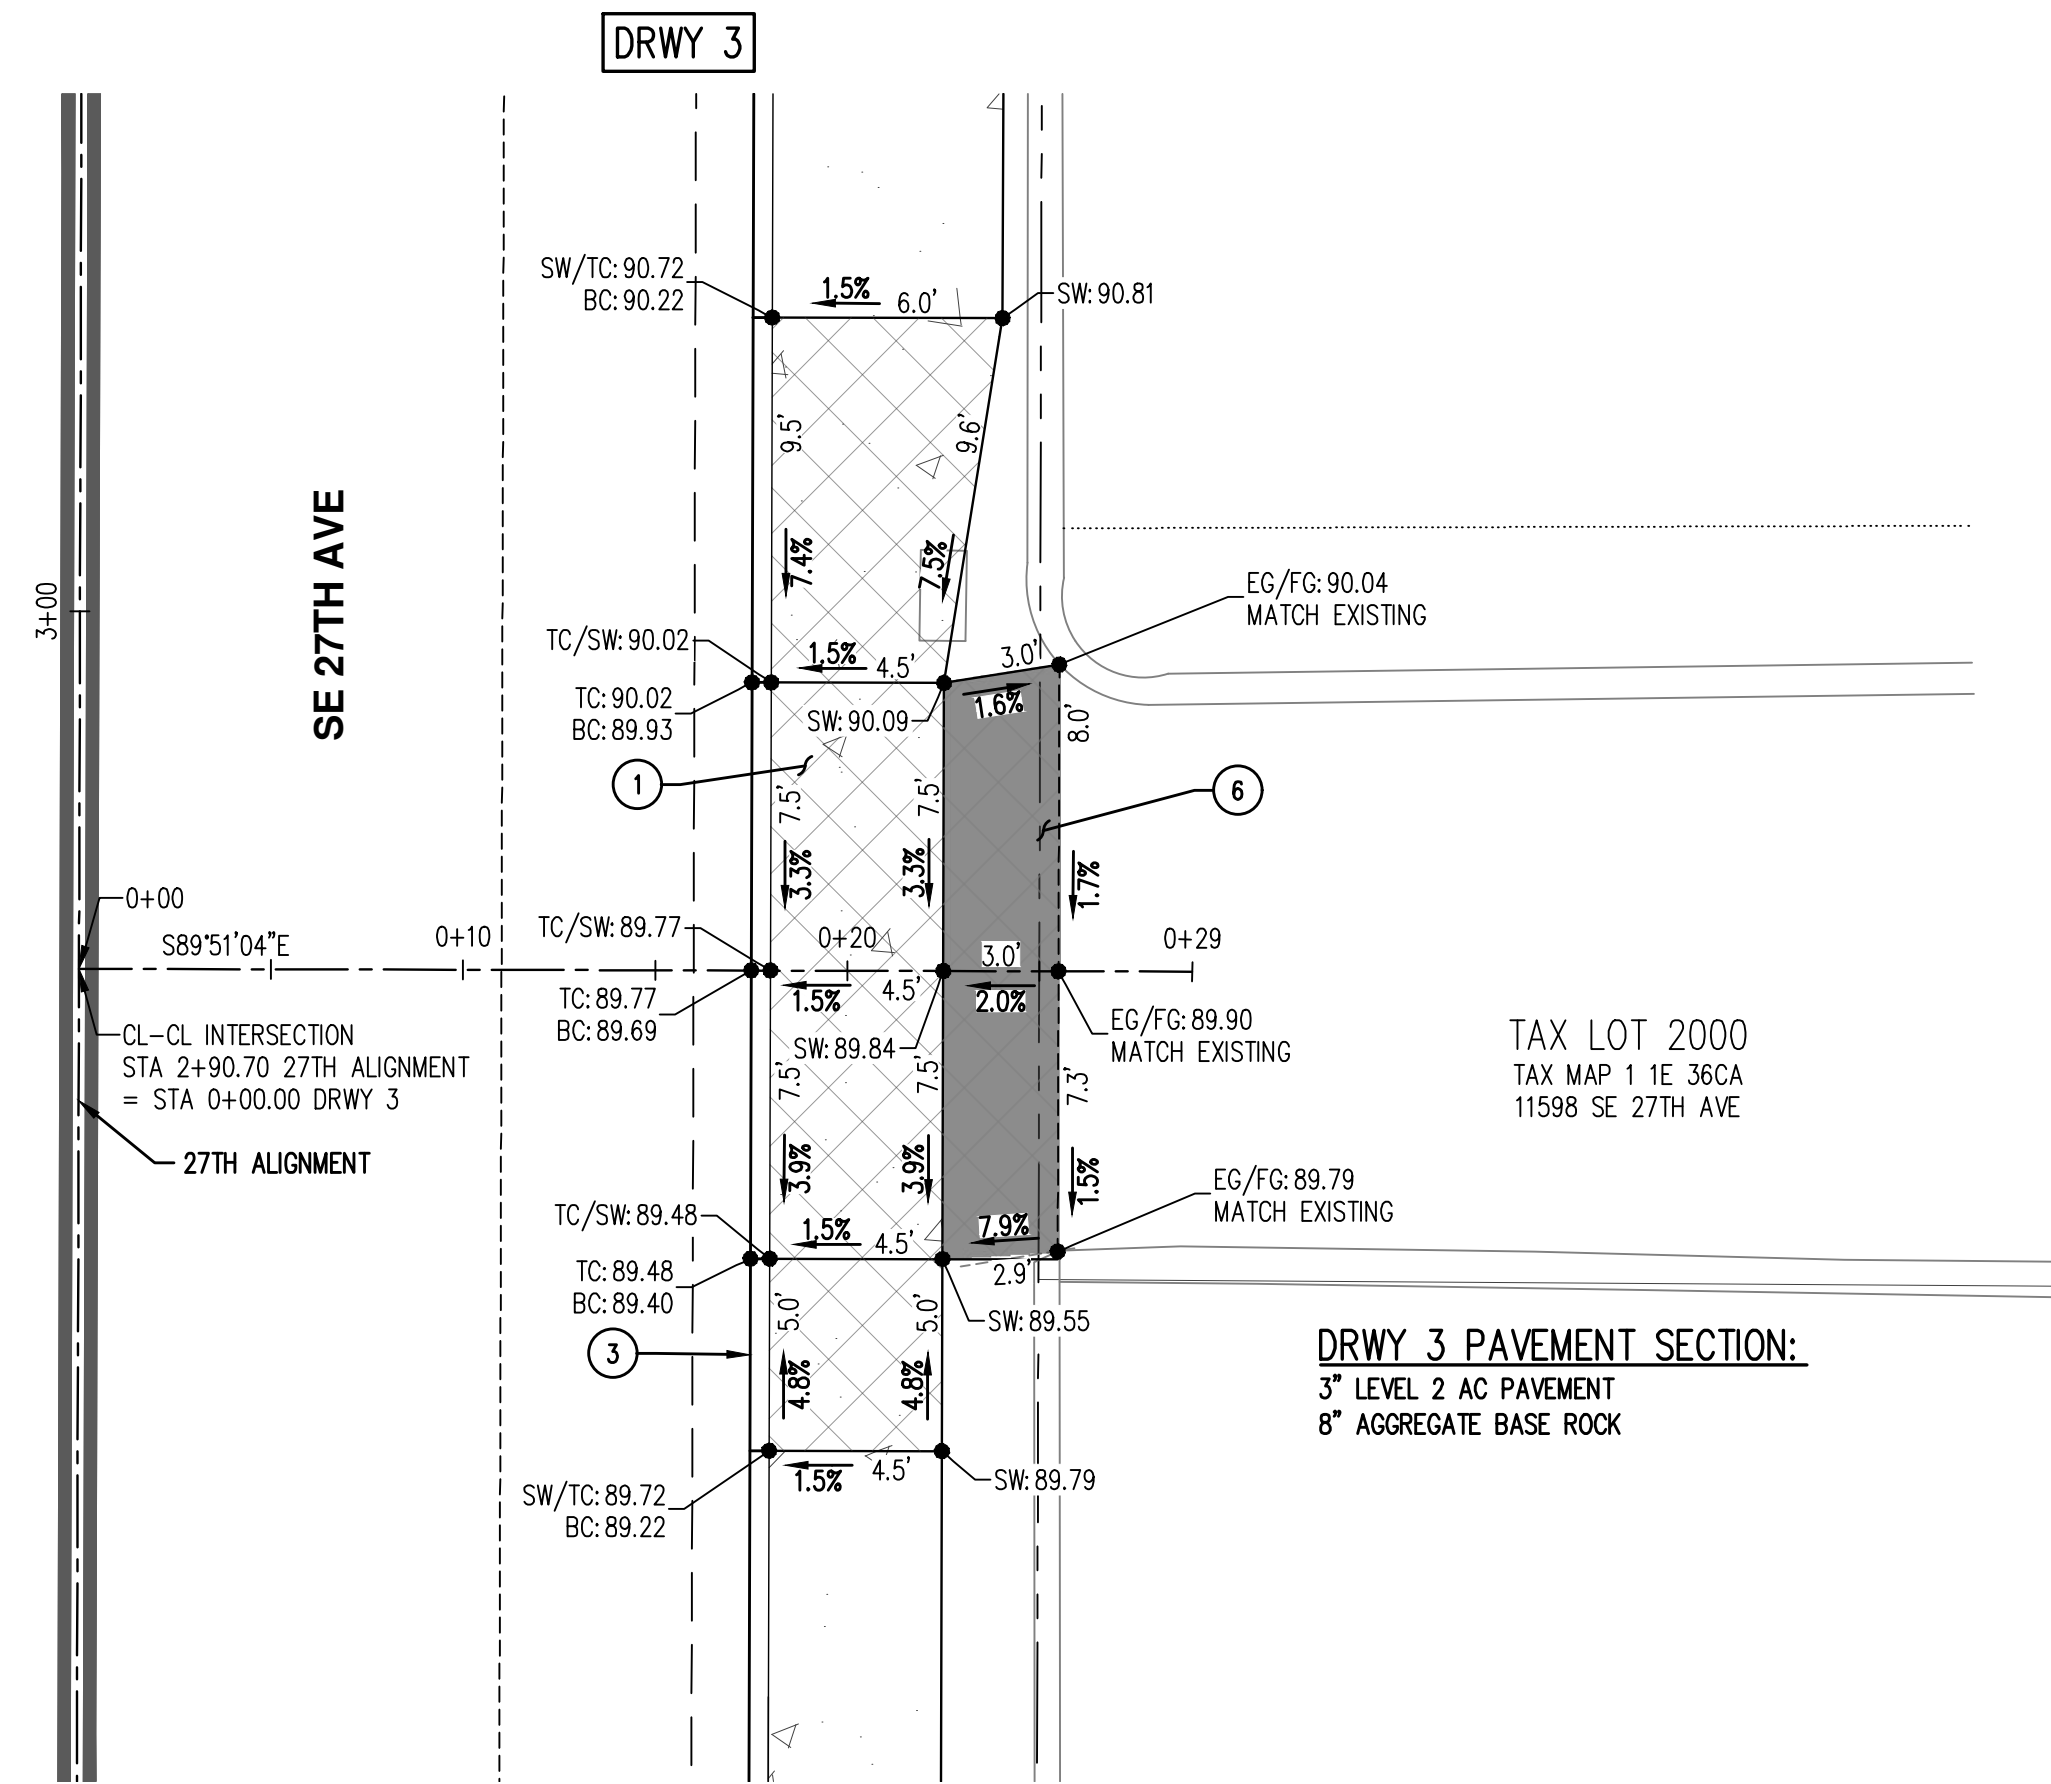 DRWY 3
SW/TC: 90.72
BC: 90.22
1.5%
6.0'
SW: 90.81
9.5'
9.6'
SE 27TH AVE
7.4%
7.5%
3+00
EG/FG: 90.04
MATCH EXISTING
TC/SW: 90.02
1.5%
4.5'
3.0'
TC: 90.02
BC: 89.93
SW: 90.09
1.6%
8.0'
1
7.5'
7.5'
6
3.3%
3.3%
1.7%
0+00
S89°51'04"E
0+10
TC/SW: 89.77
0+20
3.0'
0+29
TC: 89.77
BC: 89.69
1.5%
4.5'
2.0%
EG/FG: 89.90
MATCH EXISTING
CL-CL INTERSECTION
STA 2+90.70 27TH ALIGNMENT
= STA 0+00.00 DRWY 3
SW: 89.84
7.5'
7.5'
7.3'
TAX LOT 2000
TAX MAP 1 1E 36CA
11598 SE 27TH AVE
27TH ALIGNMENT
3.9%
3.9%
1.5%
EG/FG: 89.79
MATCH EXISTING
TC/SW: 89.48
1.5%
4.5'
7.9%
2.9'
TC: 89.48
BC: 89.40
5.0'
5.0'
SW: 89.55
3
4.8%
4.8%
DRWY 3 PAVEMENT SECTION:
3" LEVEL 2 AC PAVEMENT
8" AGGREGATE BASE ROCK
1.5%
4.5'
SW: 89.79
SW/TC: 89.72
BC: 89.22